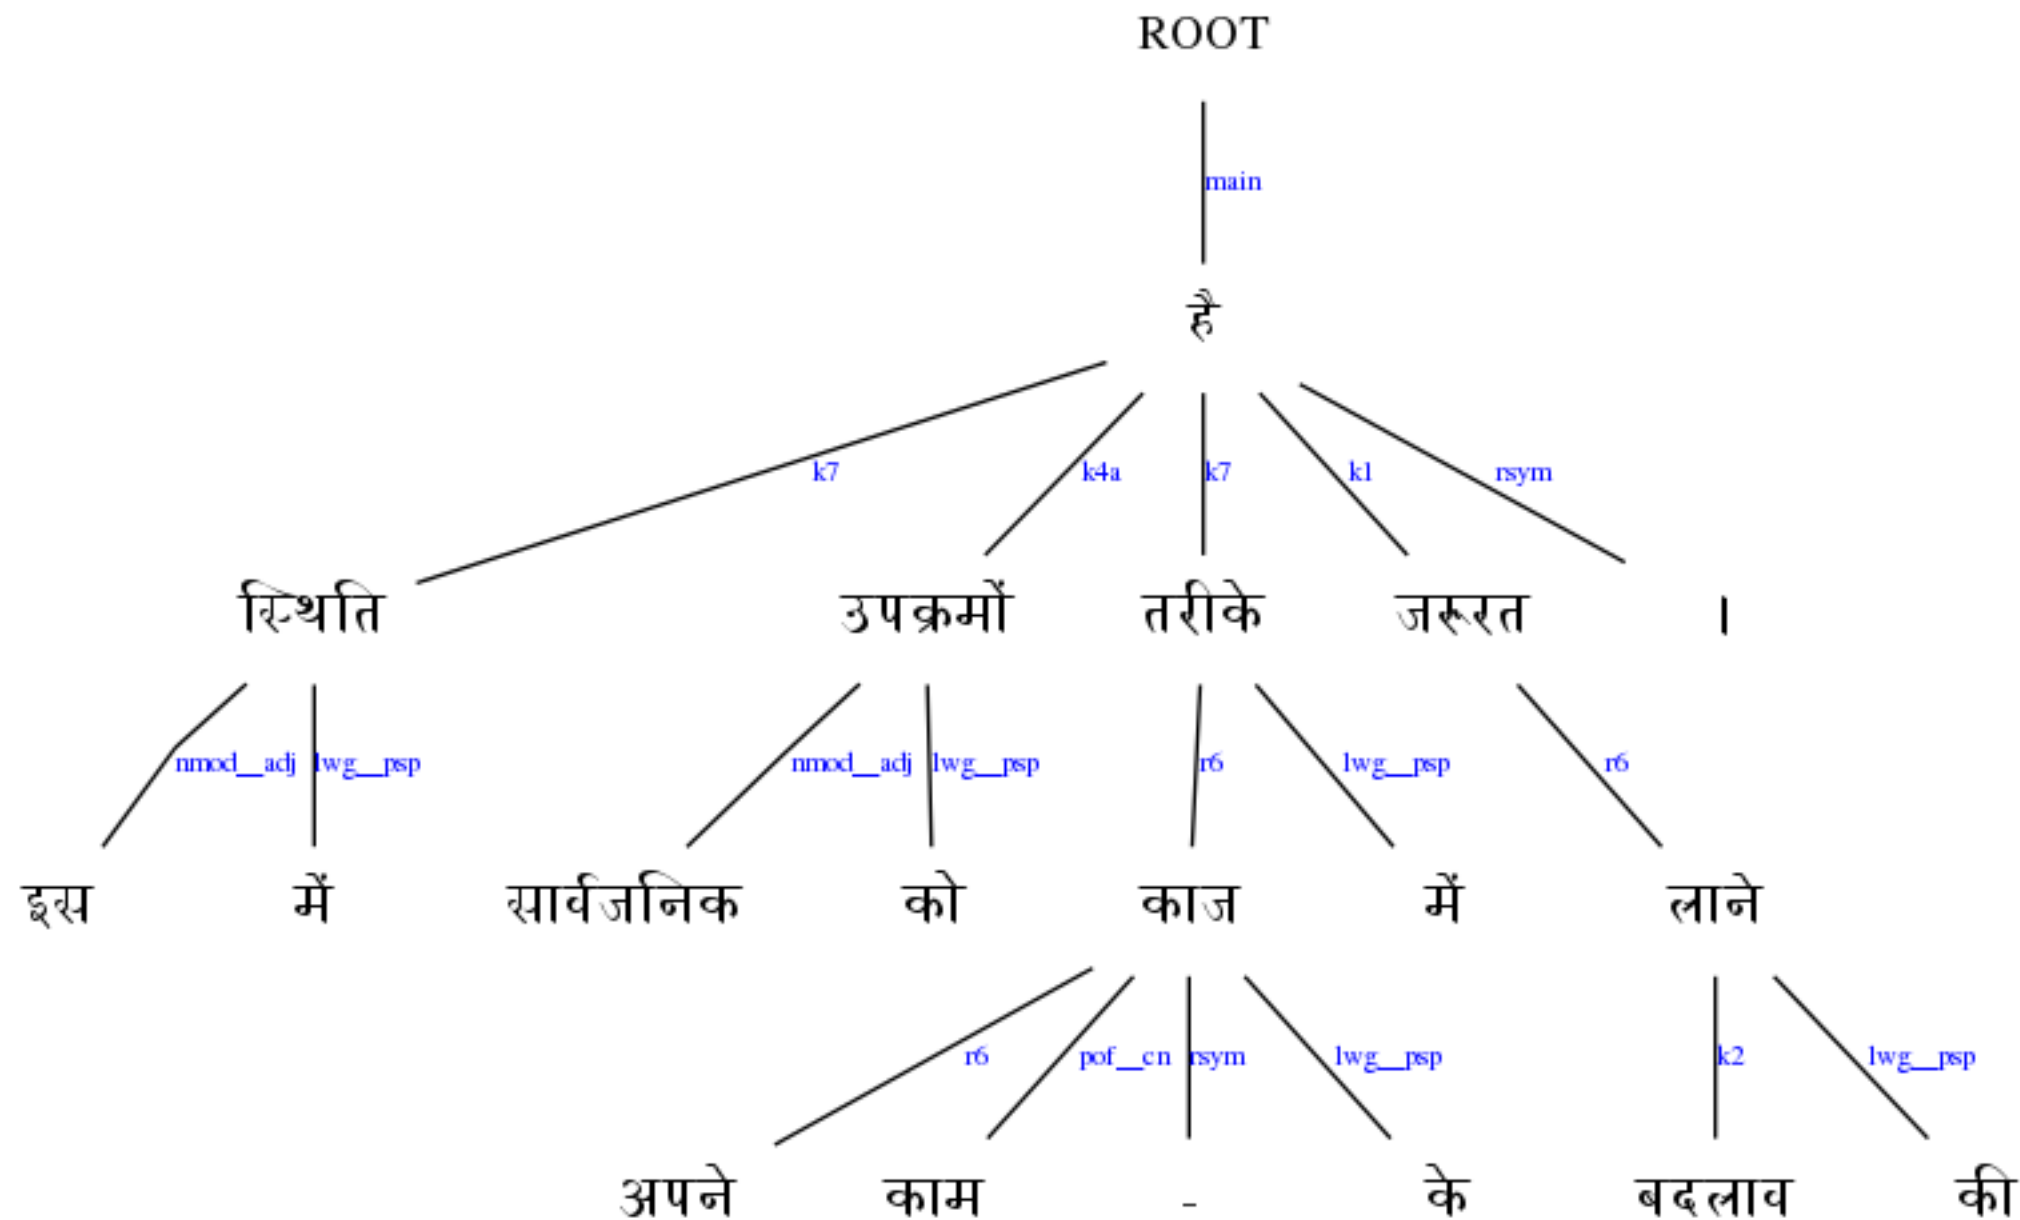 ROOT
main
है
k7 k4a k7 k1 rsym
स्थिति उपक्रमों तरीके जरूरत ।
nmod__adj lwg__psp nmod__adj lwg__psp r6 lwg__psp r6
इस में सार्वजनिक को काज में लाने
r6 pof__cn rsym lwg__psp k2 lwg__psp
अपने काम - के बदलाव की